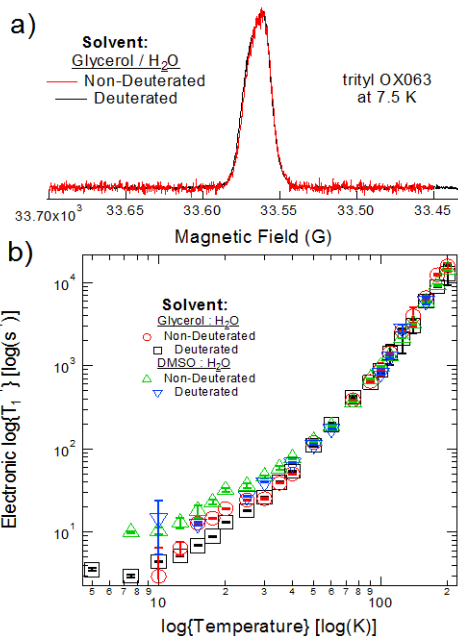 a)
Solvent:
Glycerol / H₂O
Non-Deuterated
Deuterated
trityl OX063
at 7.5 K
33.70x10³
33.65
33.60
33.55
33.50
33.45
Magnetic Field (G)
b)
Solvent:
Glycerol : H₂O
Non-Deuterated
Deuterated
DMSO : H₂O
Non-Deuterated
Deuterated
10⁴
10³
10²
10¹
Electronic log{T₁⁻¹} [log(s⁻¹)]
5 6 7 8 9 10 2 3 4 5 6 7 8 9 100 2
log{Temperature} [log(K)]